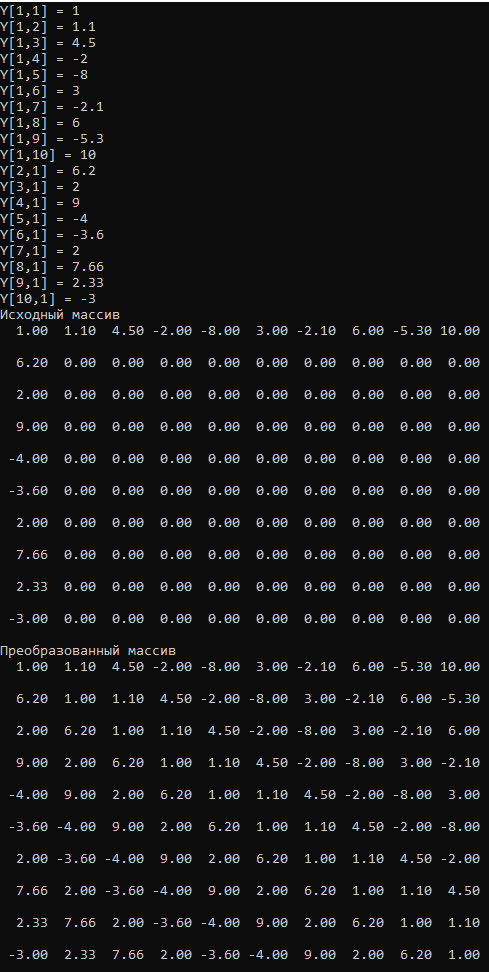 Y[1,1] = 1
Y[1,2] = 1.1
Y[1,3] = 4.5
Y[1,4] = -2
Y[1,5] = -8
Y[1,6] = 3
Y[1,7] = -2.1
Y[1,8] = 6
Y[1,9] = -5.3
Y[1,10] = 10
Y[2,1] = 6.2
Y[3,1] = 2
Y[4,1] = 9
Y[5,1] = -4
Y[6,1] = -3.6
Y[7,1] = 2
Y[8,1] = 7.66
Y[9,1] = 2.33
Y[10,1] = -3
Исходный массив
1.00 1.10 4.50 -2.00 -8.00 3.00 -2.10 6.00 -5.30 10.00
6.20 0.00 0.00 0.00 0.00 0.00 0.00 0.00 0.00 0.00
2.00 0.00 0.00 0.00 0.00 0.00 0.00 0.00 0.00 0.00
9.00 0.00 0.00 0.00 0.00 0.00 0.00 0.00 0.00 0.00
-4.00 0.00 0.00 0.00 0.00 0.00 0.00 0.00 0.00 0.00
-3.60 0.00 0.00 0.00 0.00 0.00 0.00 0.00 0.00 0.00
2.00 0.00 0.00 0.00 0.00 0.00 0.00 0.00 0.00 0.00
7.66 0.00 0.00 0.00 0.00 0.00 0.00 0.00 0.00 0.00
2.33 0.00 0.00 0.00 0.00 0.00 0.00 0.00 0.00 0.00
-3.00 0.00 0.00 0.00 0.00 0.00 0.00 0.00 0.00 0.00
Преобразованный массив
1.00 1.10 4.50 -2.00 -8.00 3.00 -2.10 6.00 -5.30 10.00
6.20 1.00 1.10 4.50 -2.00 -8.00 3.00 -2.10 6.00 -5.30
2.00 6.20 1.00 1.10 4.50 -2.00 -8.00 3.00 -2.10 6.00
9.00 2.00 6.20 1.00 1.10 4.50 -2.00 -8.00 3.00 -2.10
-4.00 9.00 2.00 6.20 1.00 1.10 4.50 -2.00 -8.00 3.00
-3.60 -4.00 9.00 2.00 6.20 1.00 1.10 4.50 -2.00 -8.00
2.00 -3.60 -4.00 9.00 2.00 6.20 1.00 1.10 4.50 -2.00
7.66 2.00 -3.60 -4.00 9.00 2.00 6.20 1.00 1.10 4.50
2.33 7.66 2.00 -3.60 -4.00 9.00 2.00 6.20 1.00 1.10
-3.00 2.33 7.66 2.00 -3.60 -4.00 9.00 2.00 6.20 1.00